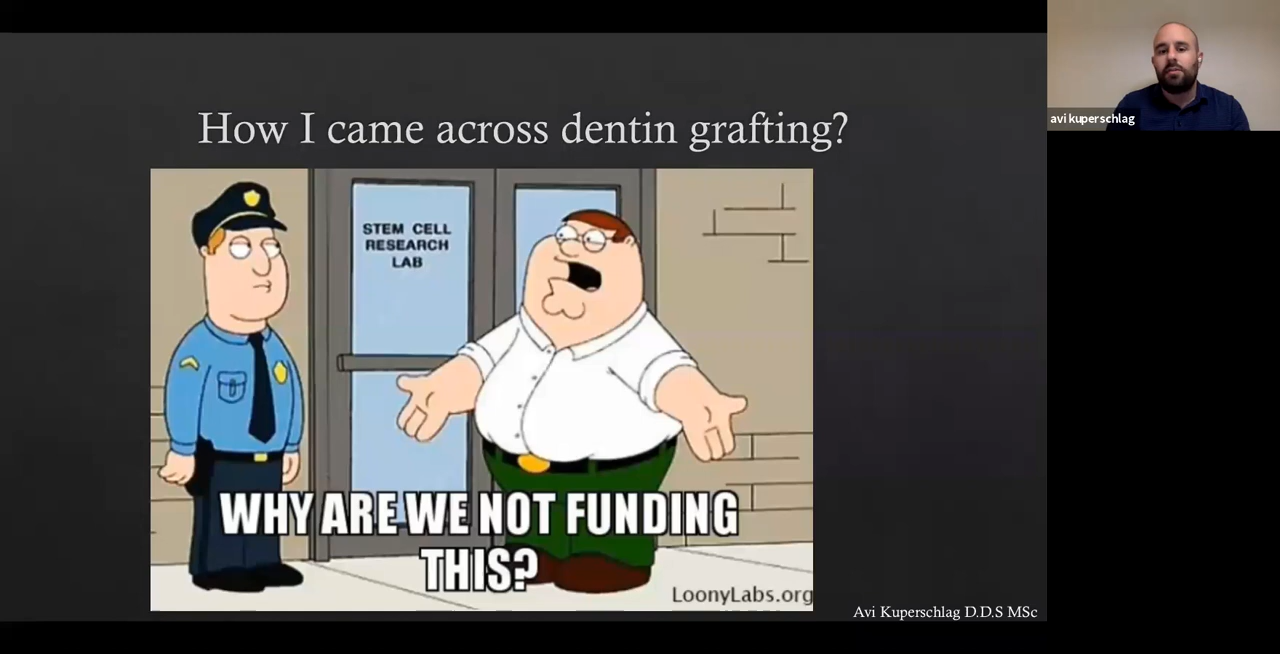 How I came across dentin grafting?
avi kuperschlag
STEM CELL
RESEARCH
LAB
WHY ARE WE NOT FUNDING
THIS?
LoonyLabs.org
Avi Kuperschlag D.D.S MSc